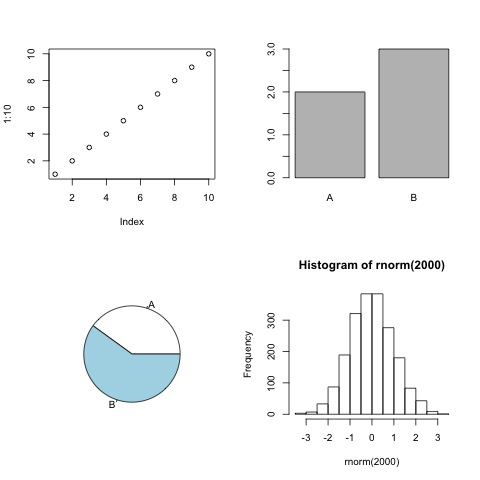 1:10
10
8
6
4
2
2 4 6 8 10
Index
3.0
2.0
1.0
0.0
A B
A
B
Histogram of rnorm(2000)
Frequency
300
200
100
0
-3 -2 -1 0 1 2 3
rnorm(2000)